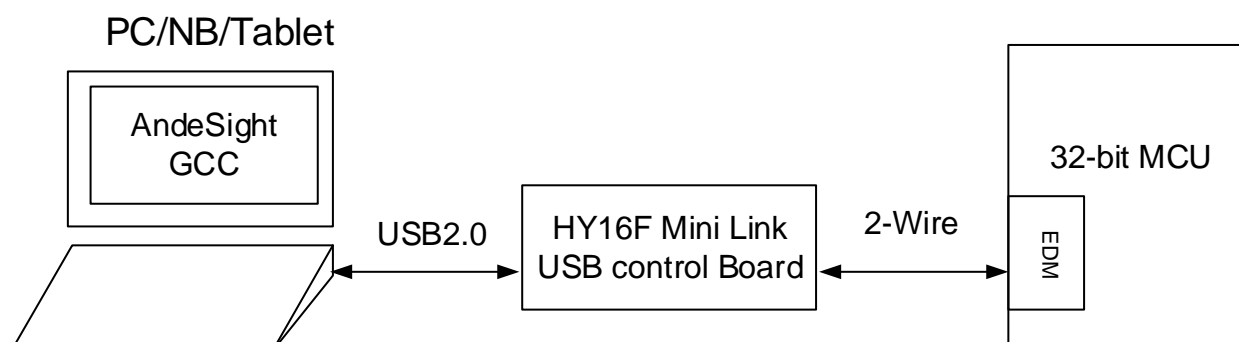 PC/NB/Tablet
AndeSight
GCC
USB2.0
HY16F Mini Link
USB control Board
2-Wire
32-bit MCU
EDM